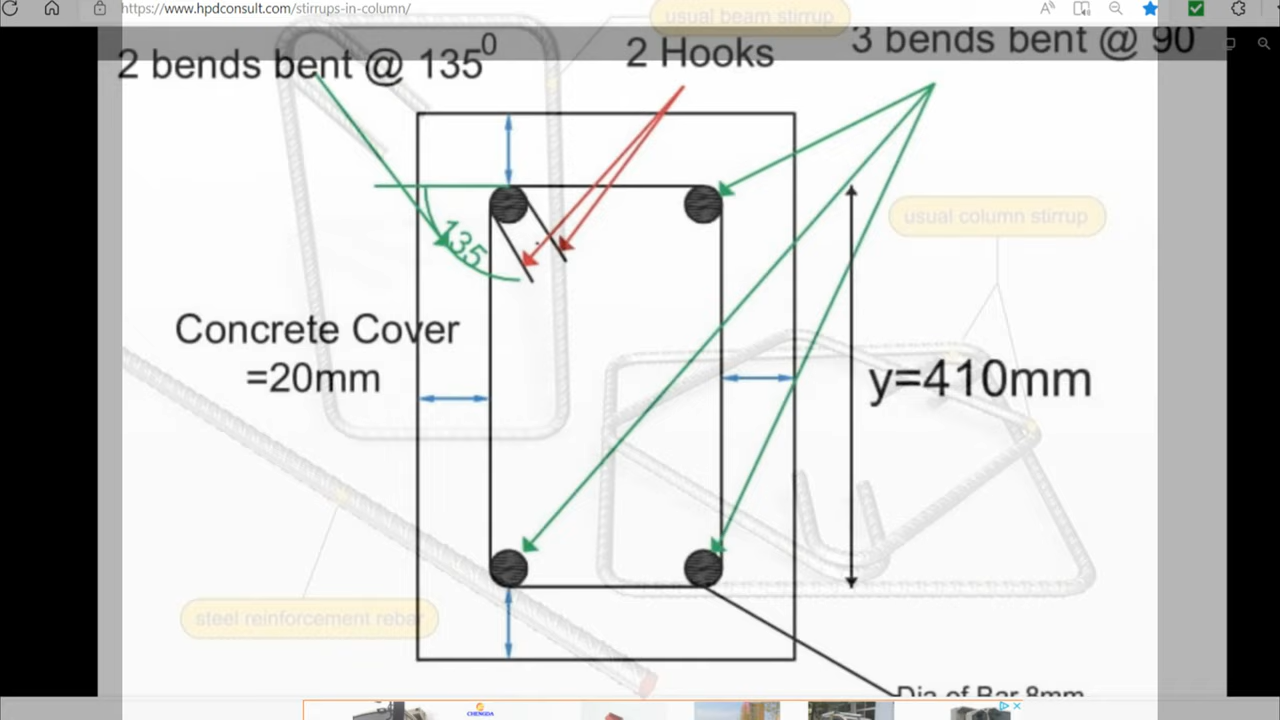 https://www.hpdconsult.com/stirrups-in-column/
usual beam stirrup
2 bends bent @ 135⁰
2 Hooks
3 bends bent @ 90
usual column stirrup
135
Concrete Cover
=20mm
y=410mm
steel reinforcement rebar
Dia of Bar 8mm
CHENGDA